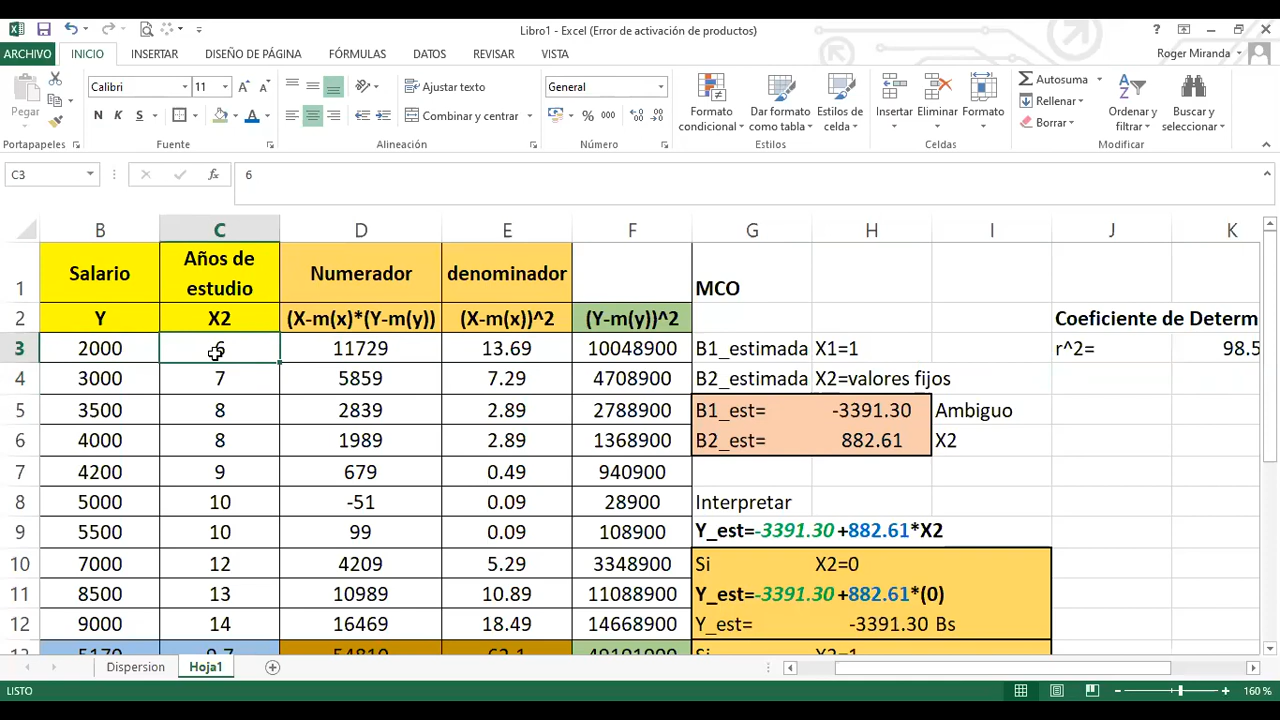 Libro1 - Excel (Error de activación de productos)
ARCHIVO INICIO INSERTAR DISEÑO DE PÁGINA FÓRMULAS DATOS REVISAR VISTA Roger Miranda
Pegar
Portapapeles
Calibri 11
N K S
Fuente
Ajustar texto
Combinar y centrar
Alineación
General
% 000
Número
Formato condicional
Dar formato como tabla
Estilos de celda
Estilos
Insertar Eliminar Formato
Celdas
Autosuma
Rellenar
Borrar
Ordenar y filtrar
Buscar y seleccionar
Modificar
C3 fx 6
B C D E F G H I J K
1 Salario Años de estudio Numerador denominador MCO
2 Y X2 (X-m(x)*(Y-m(y)) (X-m(x))^2 (Y-m(y))^2 Coeficiente de Determ
3 2000 6 11729 13.69 10048900 B1_estimada X1=1 r^2= 98.5
4 3000 7 5859 7.29 4708900 B2_estimada X2=valores fijos
5 3500 8 2839 2.89 2788900 B1_est= -3391.30 Ambiguo
6 4000 8 1989 2.89 1368900 B2_est= 882.61 X2
7 4200 9 679 0.49 940900
8 5000 10 -51 0.09 28900 Interpretar
9 5500 10 99 0.09 108900 Y_est=-3391.30+882.61*X2
10 7000 12 4209 5.29 3348900 Si X2=0
11 8500 13 10989 10.89 11088900 Y_est=-3391.30+882.61*(0)
12 9000 14 16469 18.49 14668900 Y_est= -3391.30 Bs
13 5170 9.7 54810 62.1 49101000 Si X2=1
Dispersion Hoja1
LISTO 160 %